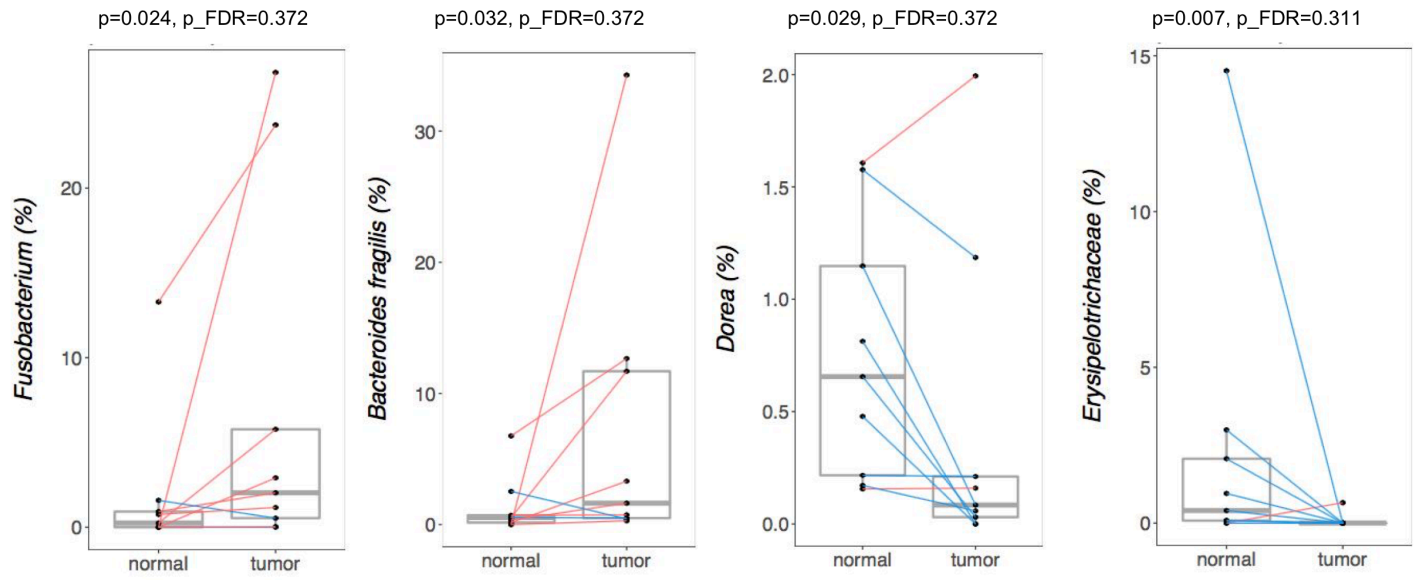 p=0.024, p_FDR=0.372
p=0.032, p_FDR=0.372
p=0.029, p_FDR=0.372
p=0.007, p_FDR=0.311
Fusobacterium (%)
20
10
0
normal tumor
Bacteroides fragilis (%)
30
20
10
0
normal tumor
Dorea (%)
2.0
1.5
1.0
0.5
0.0
normal tumor
Erysipelotrichaceae (%)
15
10
5
0
normal tumor